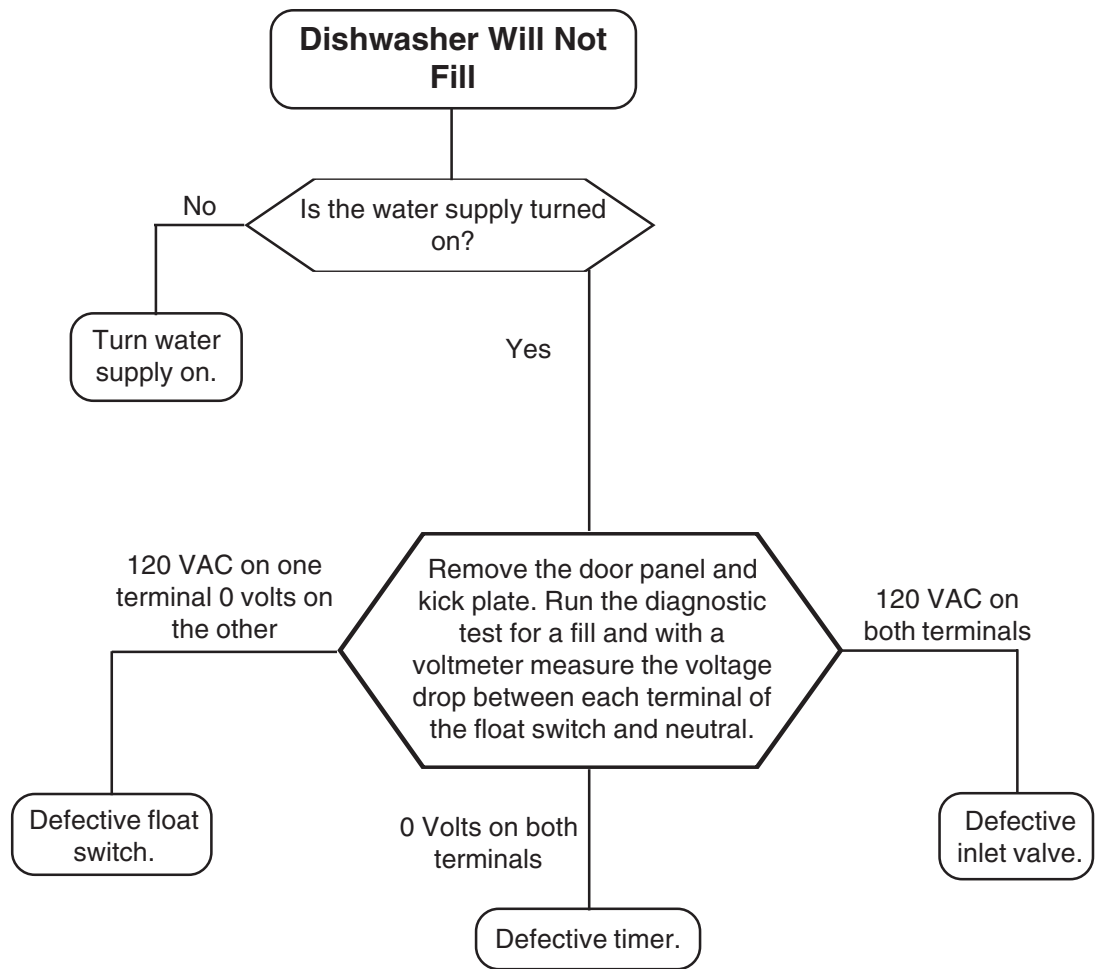 Dishwasher Will Not
Fill
Is the water supply turned
on?
No
Turn water
supply on.
Yes
Remove the door panel and
kick plate. Run the diagnostic
test for a fill and with a
voltmeter measure the voltage
drop between each terminal of
the float switch and neutral.
120 VAC on one
terminal 0 volts on
the other
Defective float
switch.
0 Volts on both
terminals
Defective timer.
120 VAC on
both terminals
Defective
inlet valve.